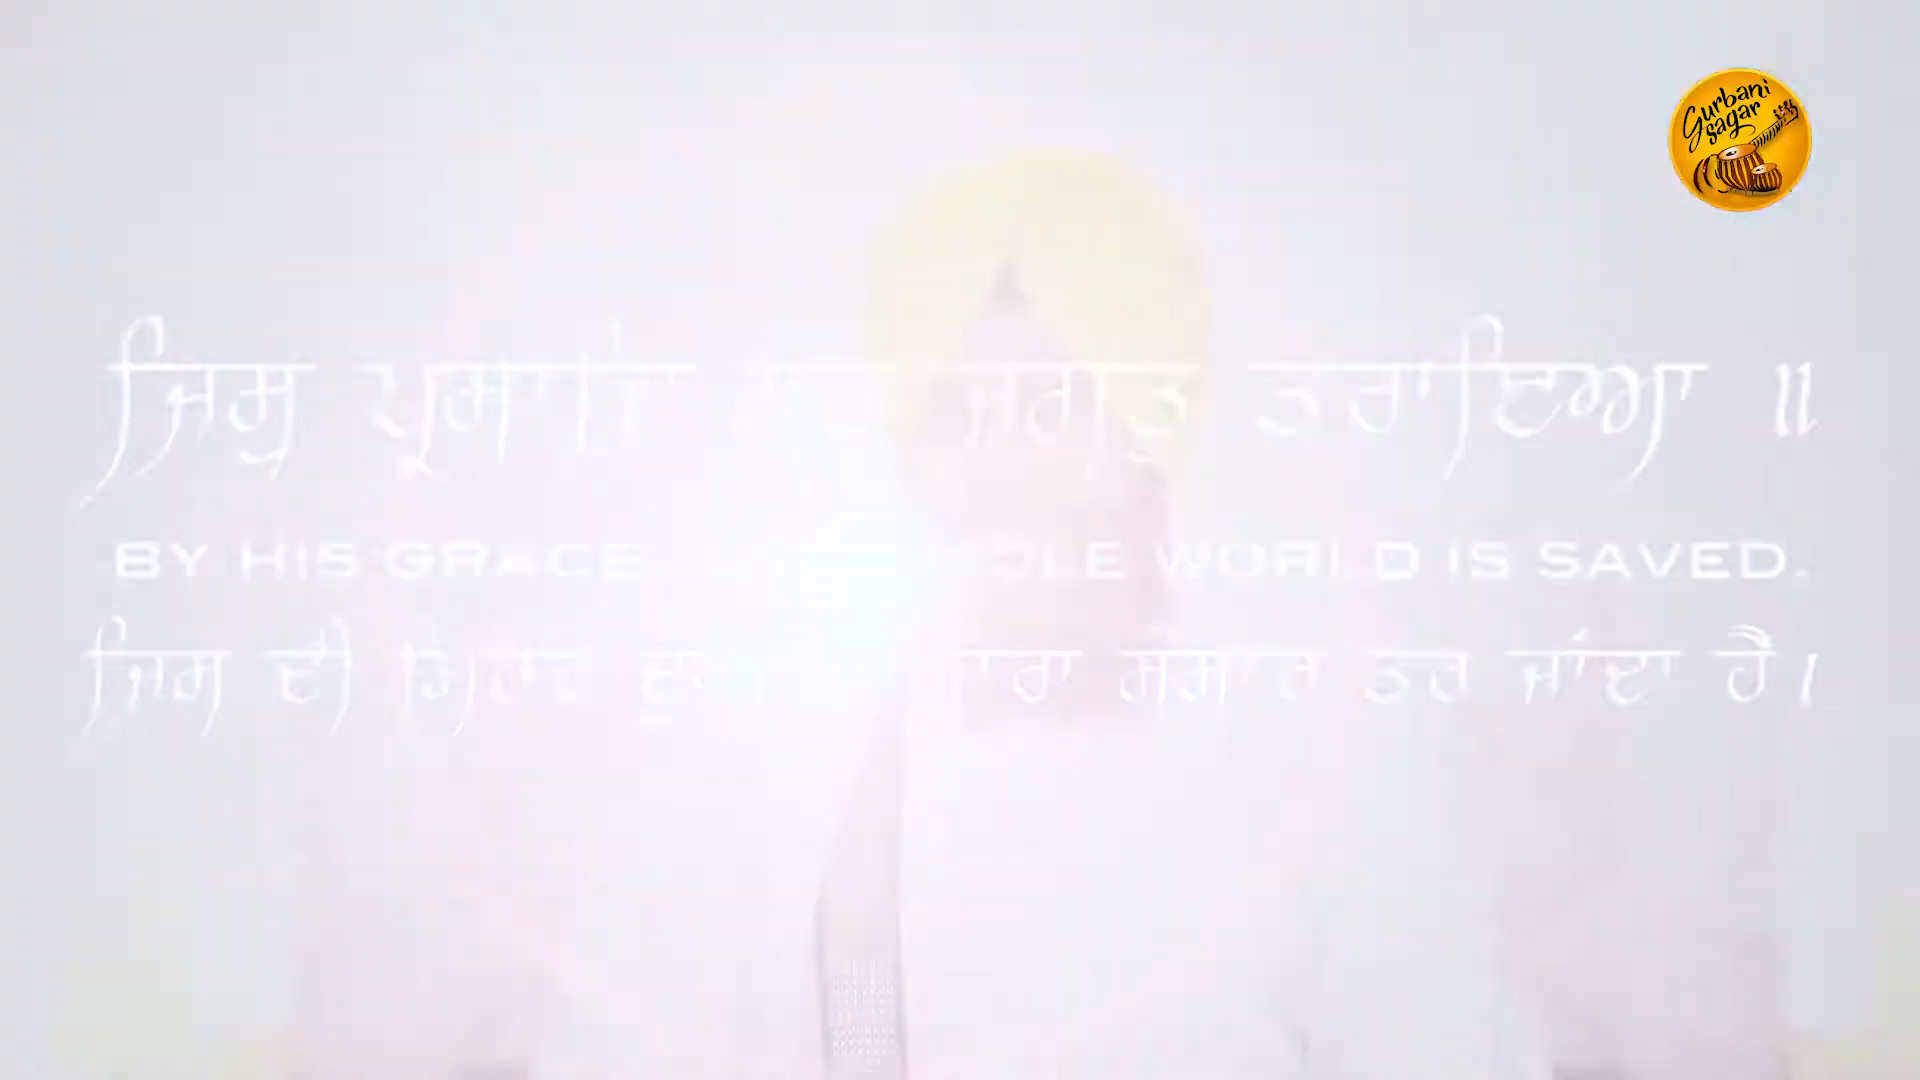 Gurbani
sagar
ਜਿਸੁ ਪ੍ਰਸਾਦਿ ਜਗਤੁ ਤਰਾਇਆ ॥
BY HIS GRACE WORLD IS SAVED.
ਜਿਸ ਦੀ ਮਿਹਰ ਸੰਸਾਰ ਤਰ ਜਾਂਦਾ ਹੈ।